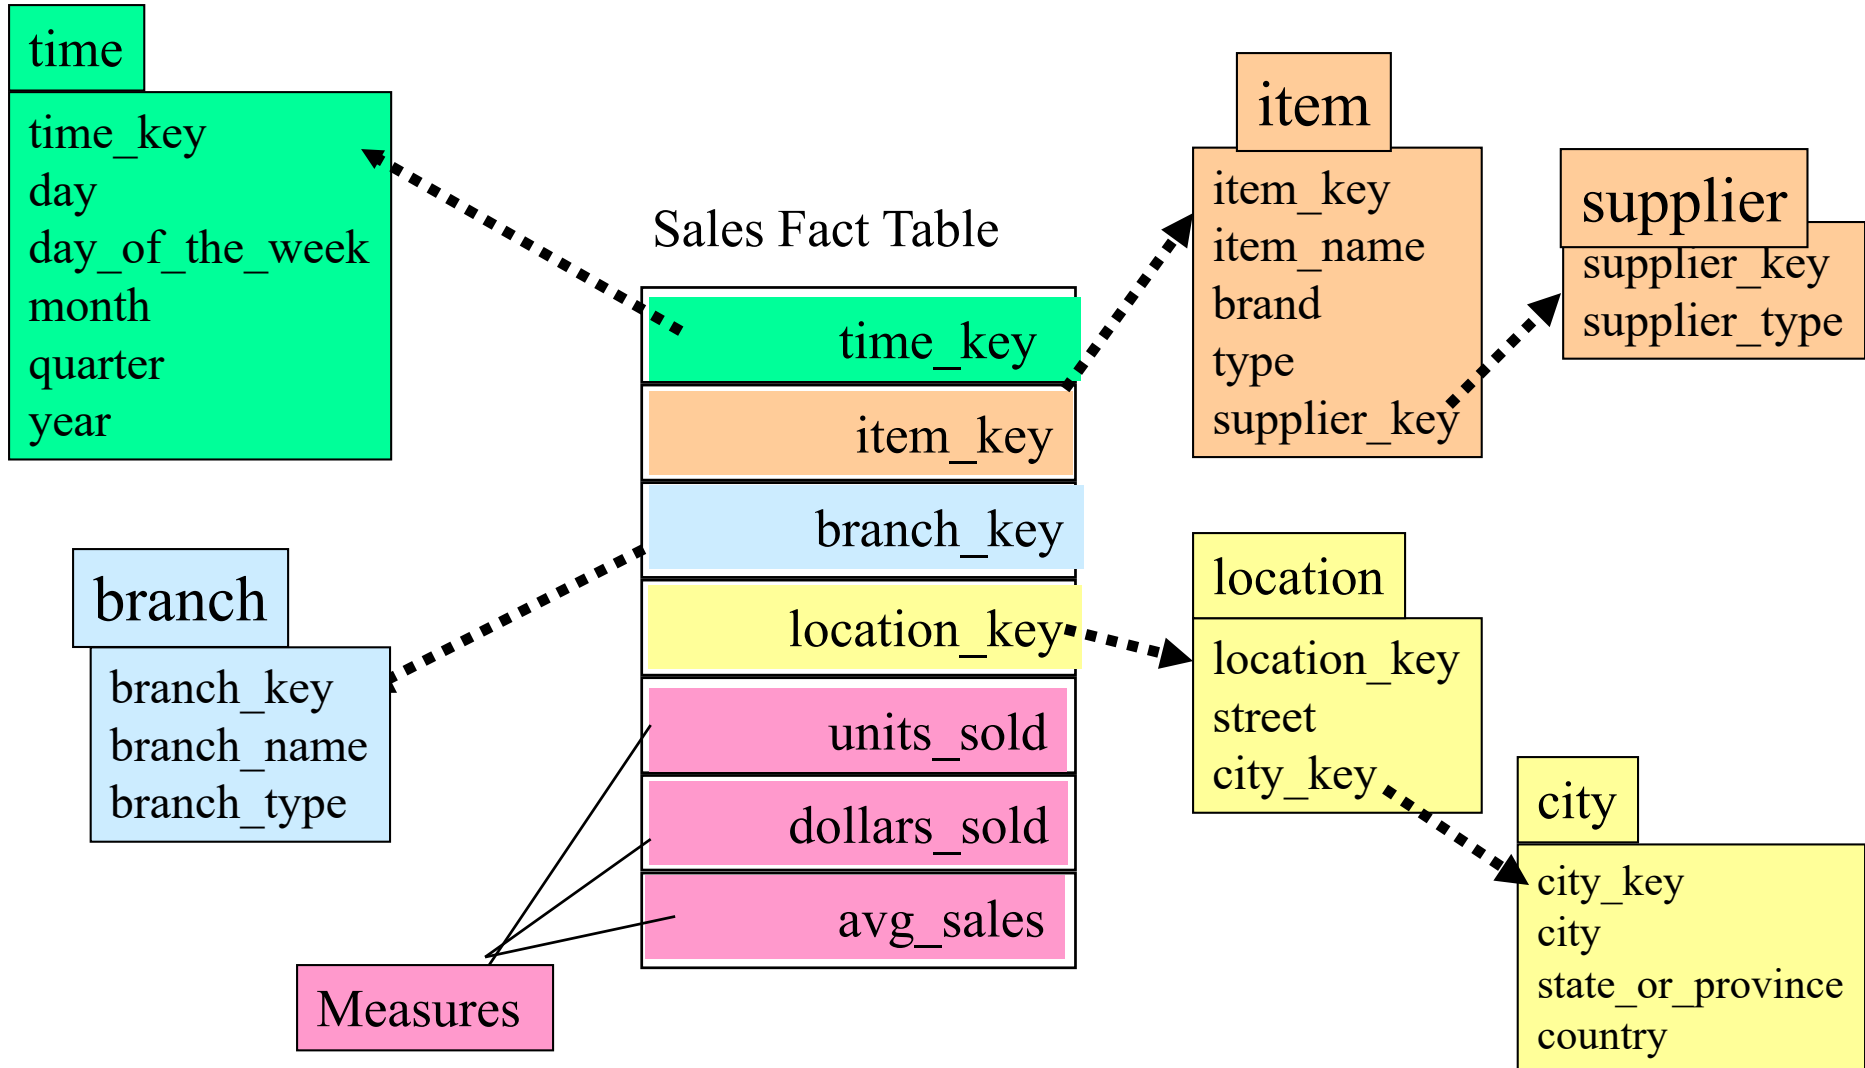 time
time_key
day
day_of_the_week
month
quarter
year
Sales Fact Table
time_key
item_key
branch_key
location_key
units_sold
dollars_sold
avg_sales
item
item_key
item_name
brand
type
supplier_key
supplier
supplier_key
supplier_type
branch
branch_key
branch_name
branch_type
location
location_key
street
city_key
city
city_key
city
state_or_province
country
Measures